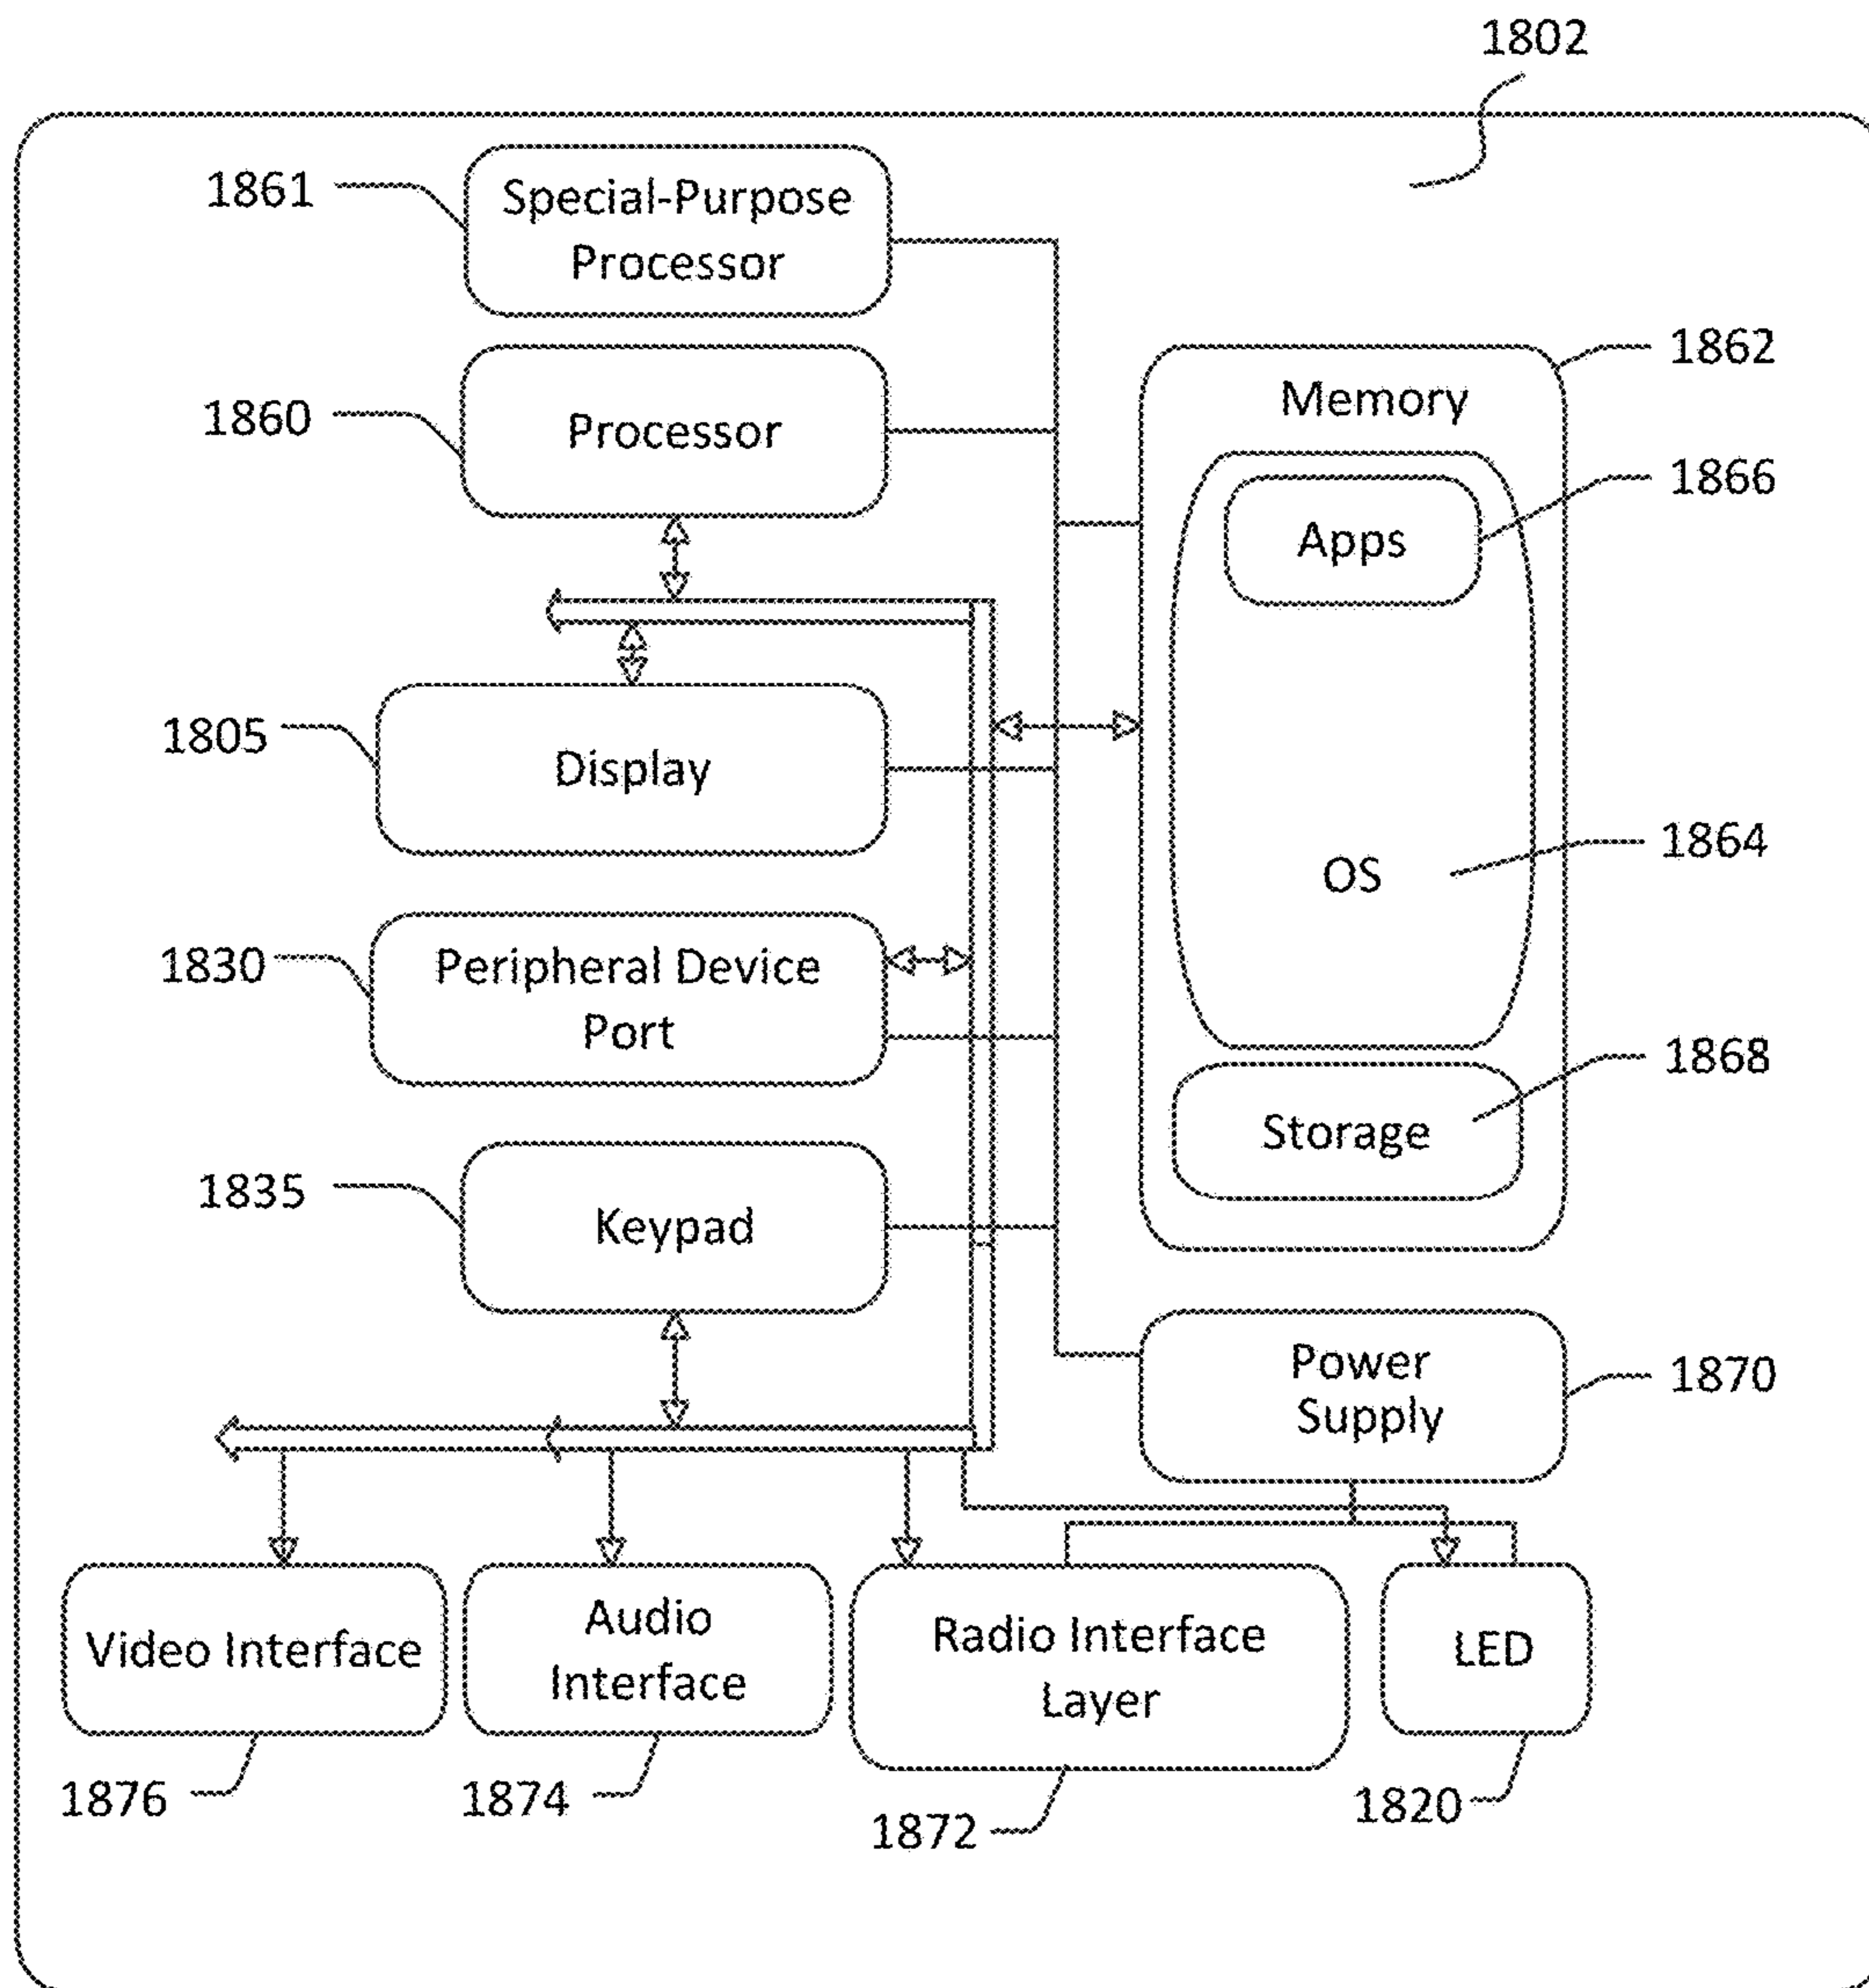 1802
1861
Special-Purpose
Processor
1862
Memory
1860
Processor
1866
Apps
1805
Display
1864
OS
1830
Peripheral Device
Port
1868
Storage
1835
Keypad
Power
Supply
1870
Video Interface
Audio
Interface
Radio Interface
Layer
LED
1876
1874
1872
1820